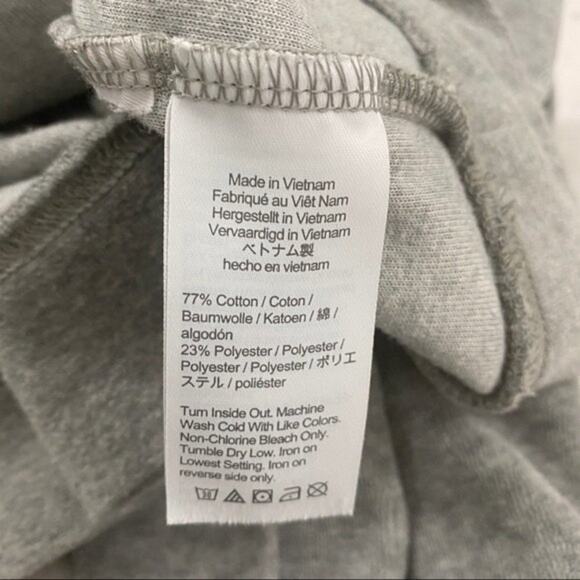 Made in Vietnam
Fabriqué au Viêt Nam
Hergestellt in Vietnam
Vervaardigd in Vietnam
ベトナム製
hecho en vietnam
77% Cotton / Coton /
Baumwolle / Katoen / 綿 /
algodón
23% Polyester / Polyester /
Polyester / Polyester / ポリエ
ステル / poliéster
Turn Inside Out. Machine
Wash Cold With Like Colors.
Non-Chlorine Bleach Only.
Tumble Dry Low. Iron on
Lowest Setting. Iron on
reverse side only.